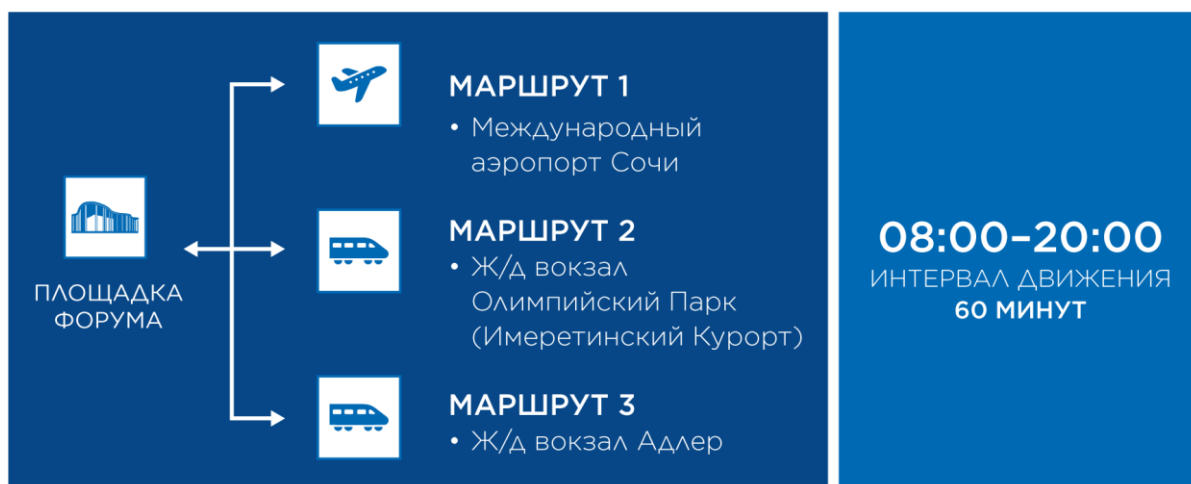 ПЛОЩАДКА
ФОРУМА
МАРШРУТ 1
• Международный
аэропорт Сочи
МАРШРУТ 2
• Ж/д вокзал
Олимпийский Парк
(Имеретинский Курорт)
МАРШРУТ 3
• Ж/д вокзал Адлер
08:00–20:00
ИНТЕРВАЛ ДВИЖЕНИЯ
60 МИНУТ